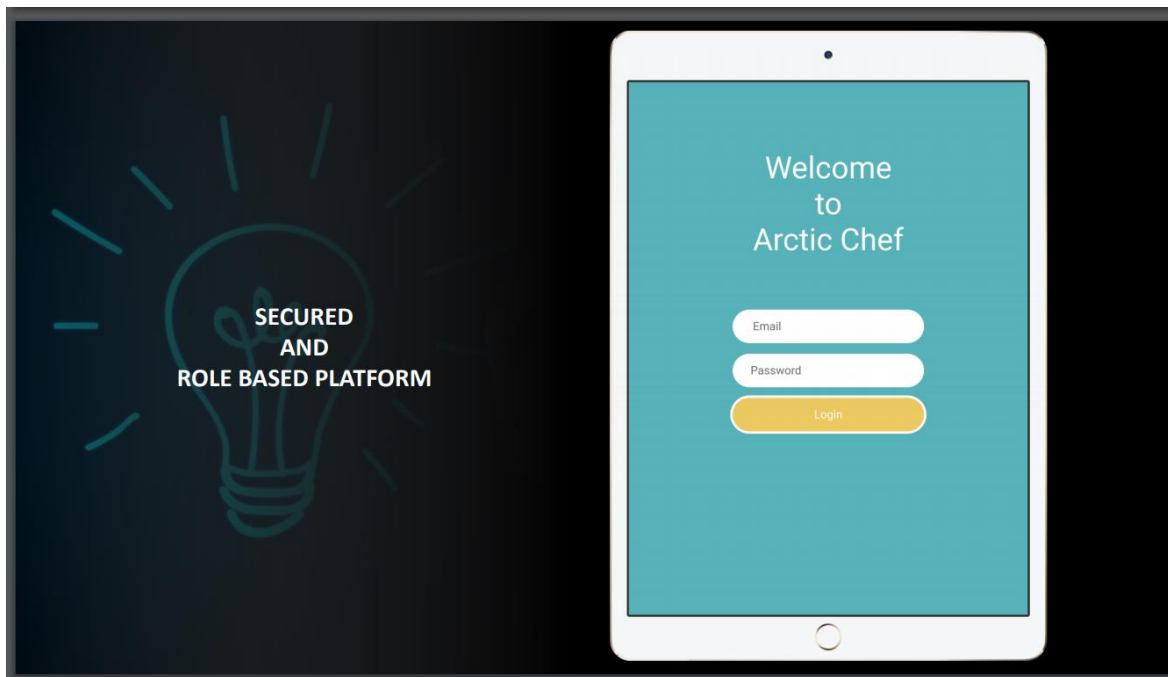 SECURED
AND
ROLE BASED PLATFORM
Welcome
to
Arctic Chef
Email
Password
Login